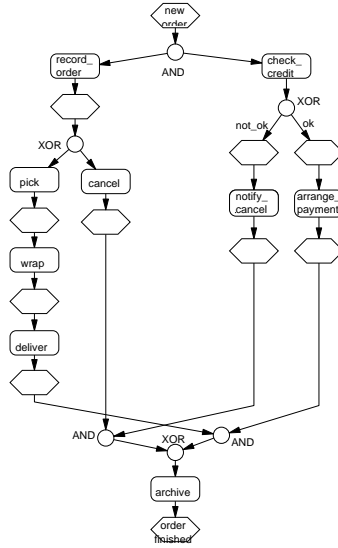 new
order
record_
order
AND
check_
credit
XOR
not_ok
ok
XOR
pick
cancel
notify_
cancel
arrange_
payment
wrap
deliver
AND
XOR
AND
archive
order
finished